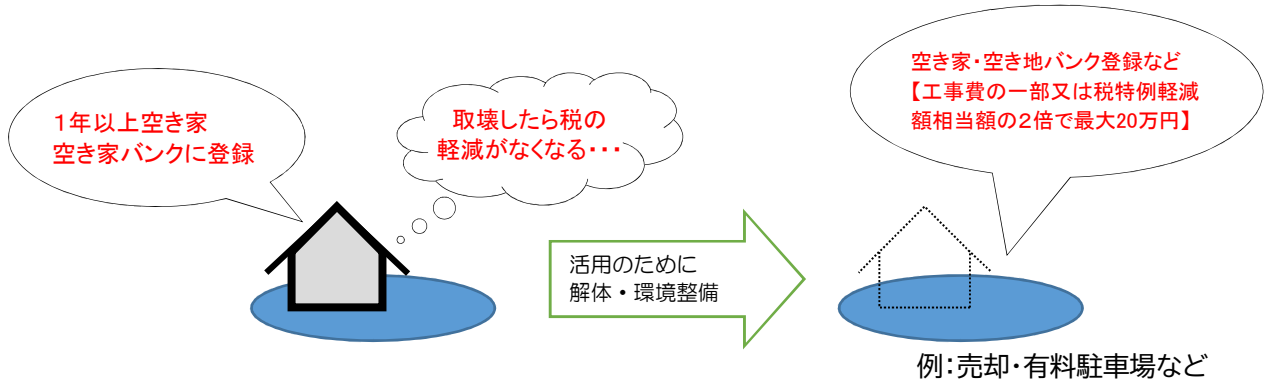 1年以上空き家
空き家バンクに登録
取壊したら税の
軽減がなくなる・・・
活用のために
解体・環境整備
空き家・空き地バンク登録など
【工事費の一部又は税特例軽減
額相当額の2倍で最大20万円】
例：売却・有料駐車場など